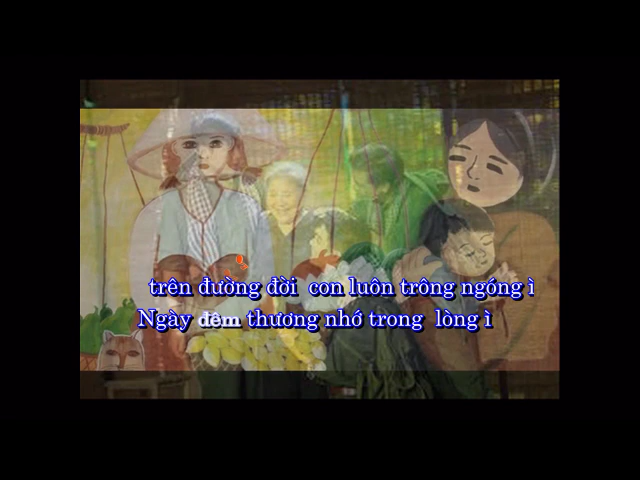 trên đường đời con luôn trông ngóng ì
Ngày đêm thương nhớ trong lòng ì